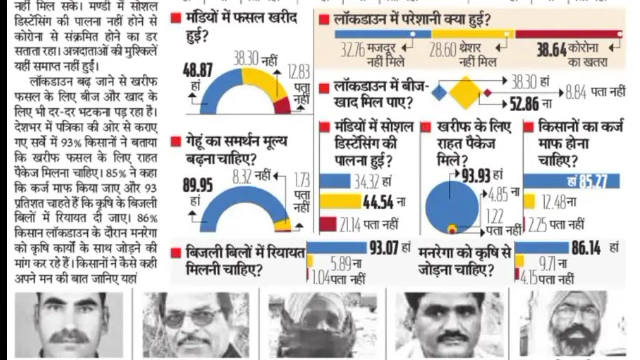 नहीं मिल सके। मण्डी में सोशल
डिस्टेंसिंग की पालना नहीं होने से
कोरोना से संक्रमित होने का डर
सताता रहा। अन्नदाताओं की मुश्किलें
यहीं समाप्त नहीं हुईं।
लॉकडाउन बढ़ जाने से खरीफ
फसल के लिए बीज और खाद के
लिए भी दर-दर भटकना पड़ रहा है।
देशभर में पत्रिका की ओर से कराए
गए सर्वे में 93% किसानों ने बताया
कि खरीफ फसल के लिए राहत
पैकेज मिलना चाहिए। 85% ने कहा
कि कर्ज माफ किया जाए और 93
प्रतिशत चाहते हैं कि कृषि के बिजली
बिलों में रियायत दी जाए। 86%
किसान लॉकडाउन के दौरान मनरेगा
को कृषि कार्यों के साथ जोड़ने की
मांग कर रहे हैं। किसानों ने कैसे कही
अपने मन की बात जानिए यहां
मंडियों में फसल खरीद
हुई?
48.87
हां
38.30 नहीं
12.83
पता
नहीं
गेहूं का समर्थन मूल्य
बढ़ना चाहिए?
89.95
हां
8.32 नहीं
1.73
पता
नहीं
लॉकडाउन में परेशानी क्या हुई?
32.76 मजदूर
नहीं मिले
28.60 थ्रेशर
नहीं मिले
38.64 कोरोना
का खतरा
लॉकडाउन में बीज-
खाद मिल पाए?
38.30 हां
8.84 पता नहीं
52.86 ना
मंडियों में सोशल
डिस्टेंसिंग की
पालना हुई?
34.32 हां
44.54 ना
21.14 पता नहीं
खरीफ के लिए
राहत पैकेज
मिले?
93.93 हां
4.85 ना
1.22
पता नहीं
किसानों का कर्ज
माफ होना
चाहिए?
हां 85.27
12.48 ना
2.25 पता नहीं
बिजली बिलों में रियायत
मिलनी चाहिए?
93.07 हां
5.89 ना
1.04 पता नहीं
मनरेगा को कृषि से
जोड़ना चाहिए?
86.14 हां
9.71 ना
4.15 पता नहीं